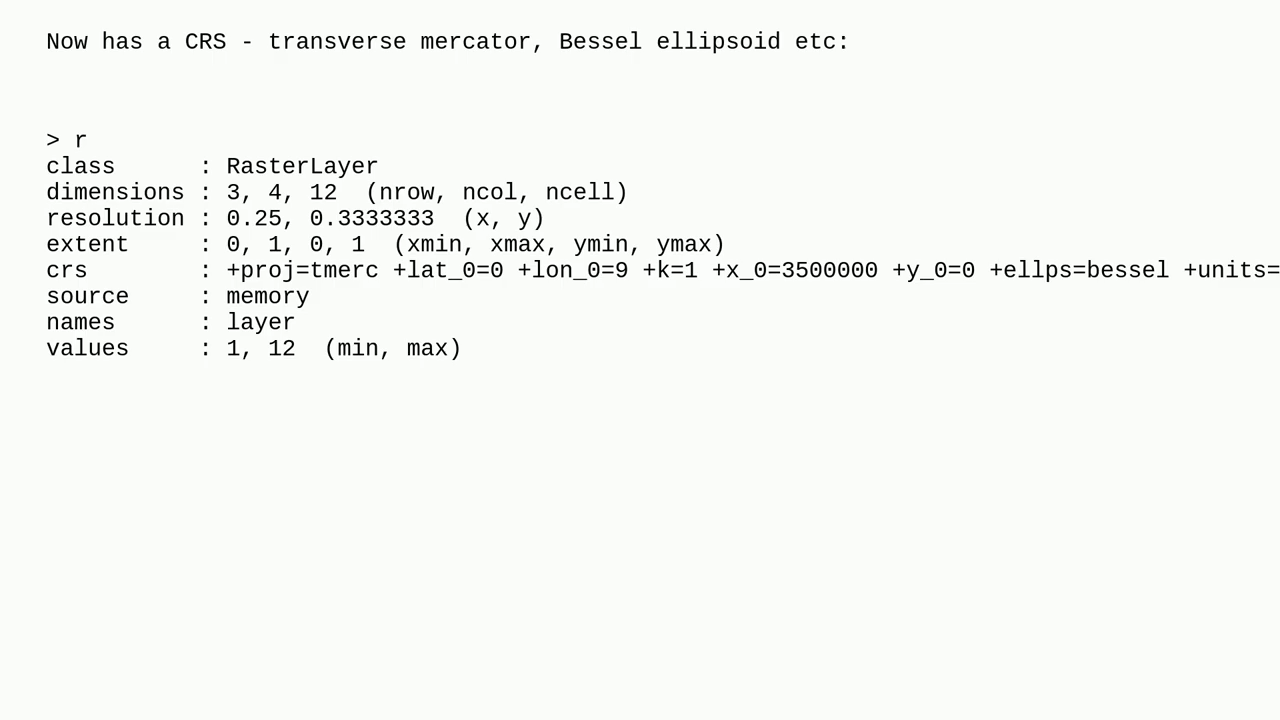 Now has a CRS - transverse mercator, Bessel ellipsoid etc:
> r
class      : RasterLayer
dimensions : 3, 4, 12  (nrow, ncol, ncell)
resolution : 0.25, 0.3333333  (x, y)
extent     : 0, 1, 0, 1  (xmin, xmax, ymin, ymax)
crs        : +proj=tmerc +lat_0=0 +lon_0=9 +k=1 +x_0=3500000 +y_0=0 +ellps=bessel +units=
source     : memory
names      : layer
values     : 1, 12  (min, max)